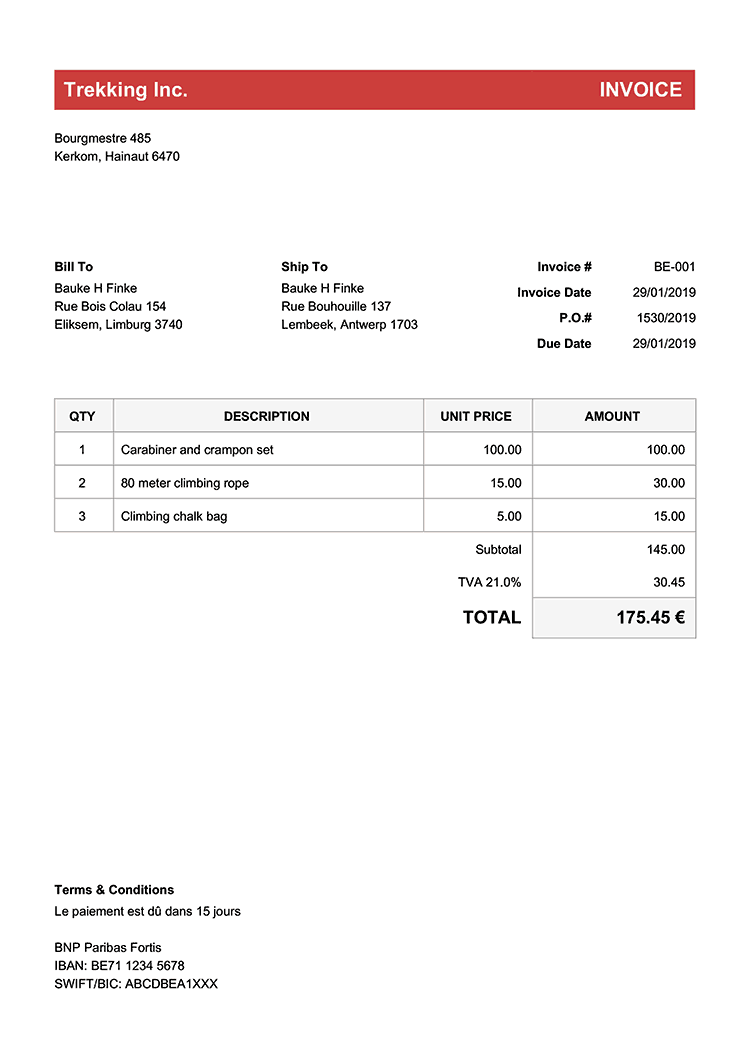 Trekking Inc. INVOICE
Bourgmestre 485
Kerkom, Hainaut 6470
Bill To
Bauke H Finke
Rue Bois Colau 154
Eliksem, Limburg 3740
Ship To
Bauke H Finke
Rue Bouhouille 137
Lembeek, Antwerp 1703
Invoice # BE-001
Invoice Date 29/01/2019
P.O.# 1530/2019
Due Date 29/01/2019
QTY DESCRIPTION UNIT PRICE AMOUNT
1 Carabiner and crampon set 100.00 100.00
2 80 meter climbing rope 15.00 30.00
3 Climbing chalk bag 5.00 15.00
Subtotal 145.00
TVA 21.0% 30.45
TOTAL 175.45 €
Terms & Conditions
Le paiement est dû dans 15 jours
BNP Paribas Fortis
IBAN: BE71 1234 5678
SWIFT/BIC: ABCDBEA1XXX